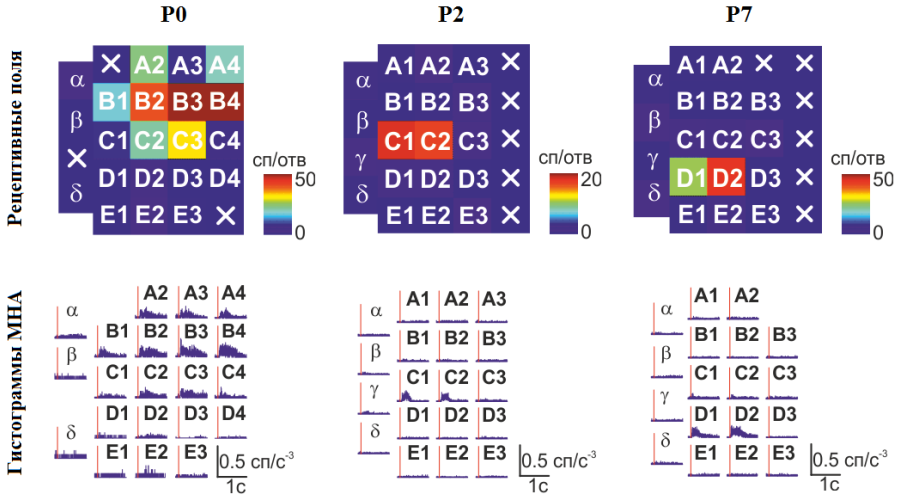 P0 P2 P7
Рецептивные поля
α × A2 A3 A4
β B1 B2 B3 B4
× C1 C2 C3 C4
δ D1 D2 D3 D4
E1 E2 E3 ×
сп/отв
50
0
α A1 A2 A3 ×
β B1 B2 B3 ×
γ C1 C2 C3 ×
δ D1 D2 D3 ×
E1 E2 E3 ×
сп/отв
20
0
α A1 A2 × ×
β B1 B2 B3 ×
γ C1 C2 C3 ×
δ D1 D2 D3 ×
E1 E2 E3 ×
сп/отв
50
0
Гистограммы МНА
α A2 A3 A4
β B1 B2 B3 B4
C1 C2 C3 C4
δ D1 D2 D3 D4
E1 E2 E3
0.5 сп/с⁻³
1с
α A1 A2 A3
β B1 B2 B3
γ C1 C2 C3
δ D1 D2 D3
E1 E2 E3
0.5 сп/с⁻³
1с
α A1 A2
β B1 B2 B3
γ C1 C2 C3
δ D1 D2 D3
E1 E2 E3
0.5 сп/с⁻³
1с